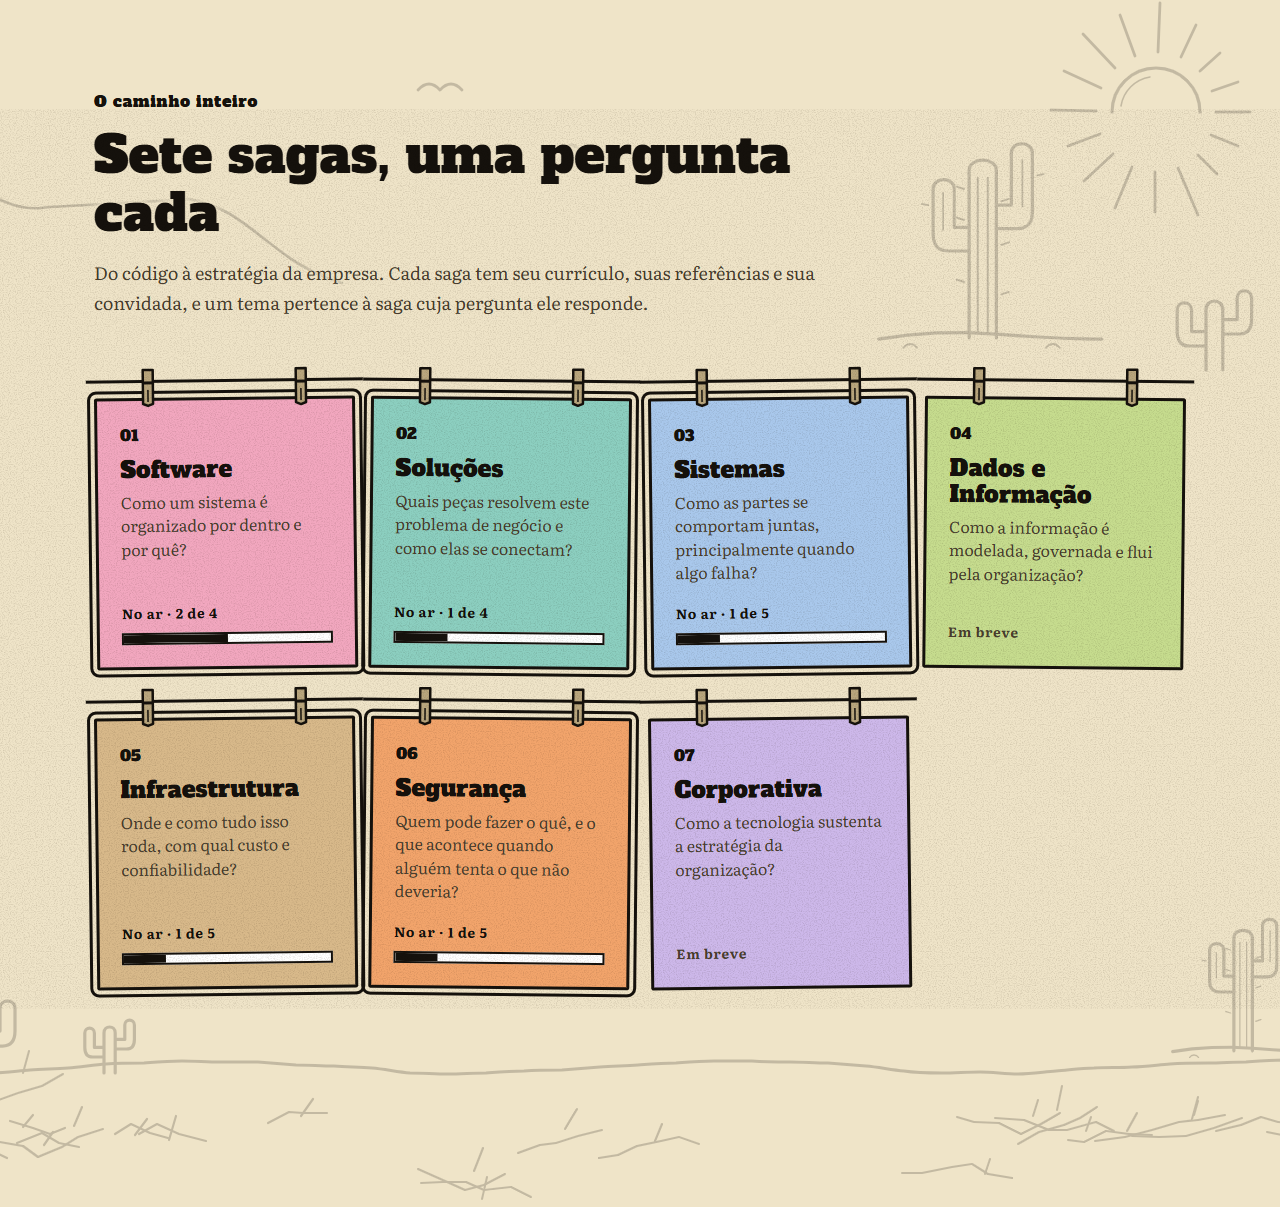 O caminho inteiro
Sete sagas, uma pergunta
cada
Do código à estratégia da empresa. Cada saga tem seu currículo, suas referências e sua
convidada, e um tema pertence à saga cuja pergunta ele responde.
01
Software
Como um sistema é
organizado por dentro e
por quê?
No ar · 2 de 4
02
Soluções
Quais peças resolvem este
problema de negócio e
como elas se conectam?
No ar · 1 de 4
03
Sistemas
Como as partes se
comportam juntas,
principalmente quando
algo falha?
No ar · 1 de 5
04
Dados e
Informação
Como a informação é
modelada, governada e flui
pela organização?
Em breve
05
Infraestrutura
Onde e como tudo isso
roda, com qual custo e
confiabilidade?
No ar · 1 de 5
06
Segurança
Quem pode fazer o quê, e o
que acontece quando
alguém tenta o que não
deveria?
No ar · 1 de 5
07
Corporativa
Como a tecnologia sustenta
a estratégia da
organização?
Em breve